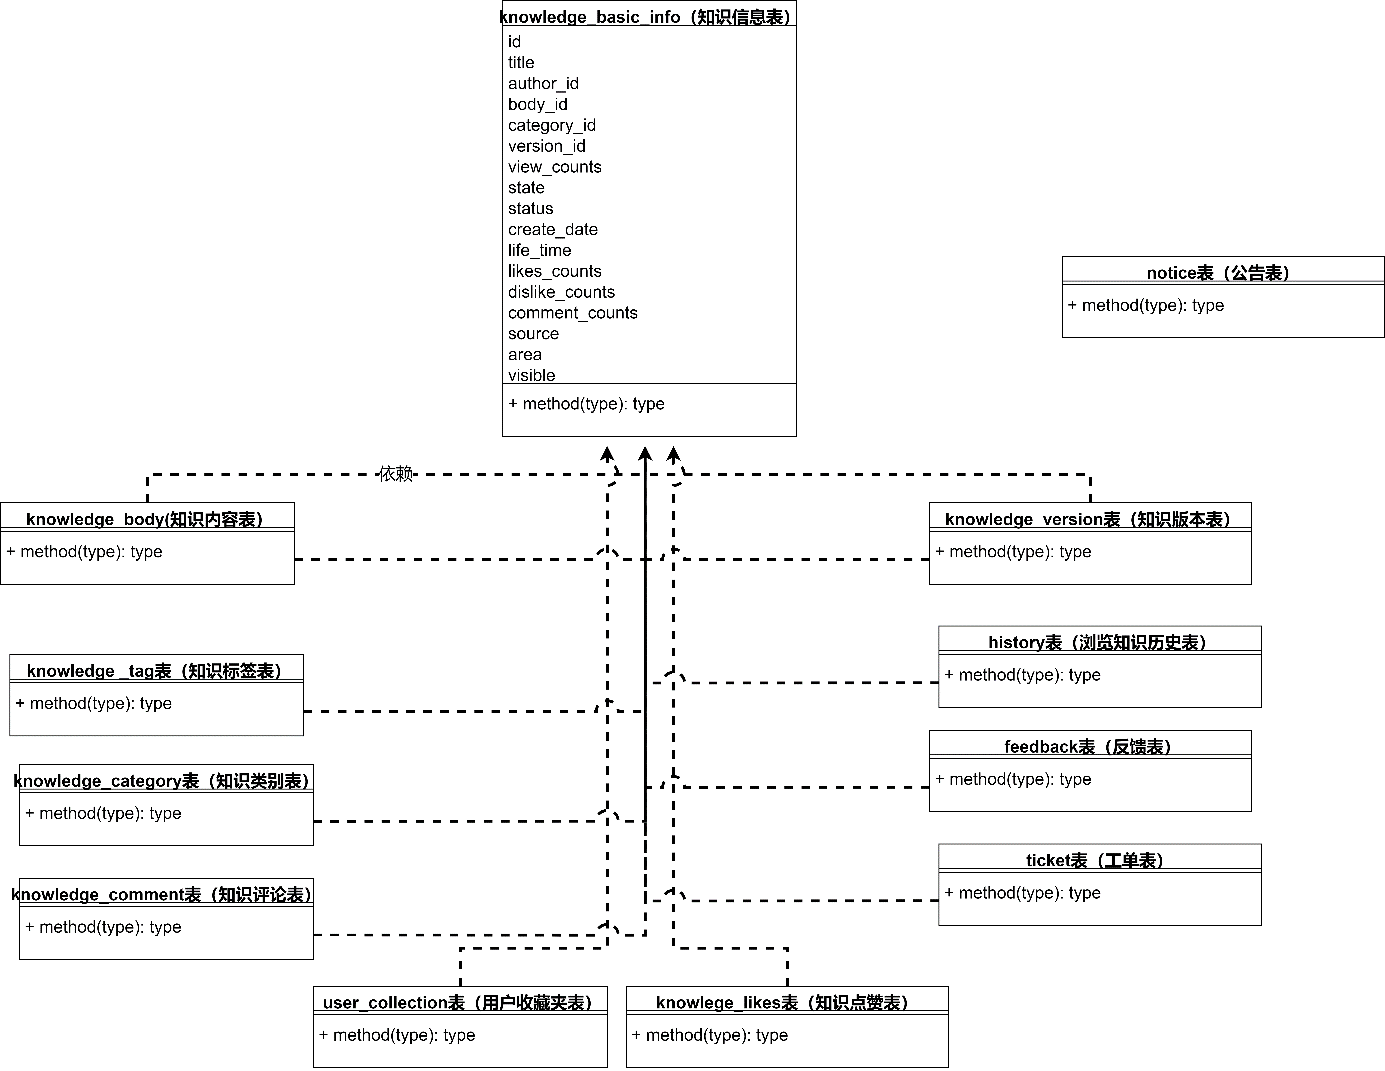 knowledge_basic_info（知识信息表）
id
title
author_id
body_id
category_id
version_id
view_counts
state
status
create_date
life_time
likes_counts
dislike_counts
comment_counts
source
area
visible
+ method(type): type
notice表（公告表）
+ method(type): type
依赖
knowledge_body(知识内容表）
+ method(type): type
knowledge_version表（知识版本表）
+ method(type): type
history表（浏览知识历史表）
+ method(type): type
knowledge _tag表（知识标签表）
+ method(type): type
feedback表（反馈表）
+ method(type): type
knowledge_category表（知识类别表）
+ method(type): type
ticket表（工单表）
+ method(type): type
knowledge_comment表（知识评论表）
+ method(type): type
user_collection表（用户收藏夹表）
+ method(type): type
knowlege_likes表（知识点赞表）
+ method(type): type